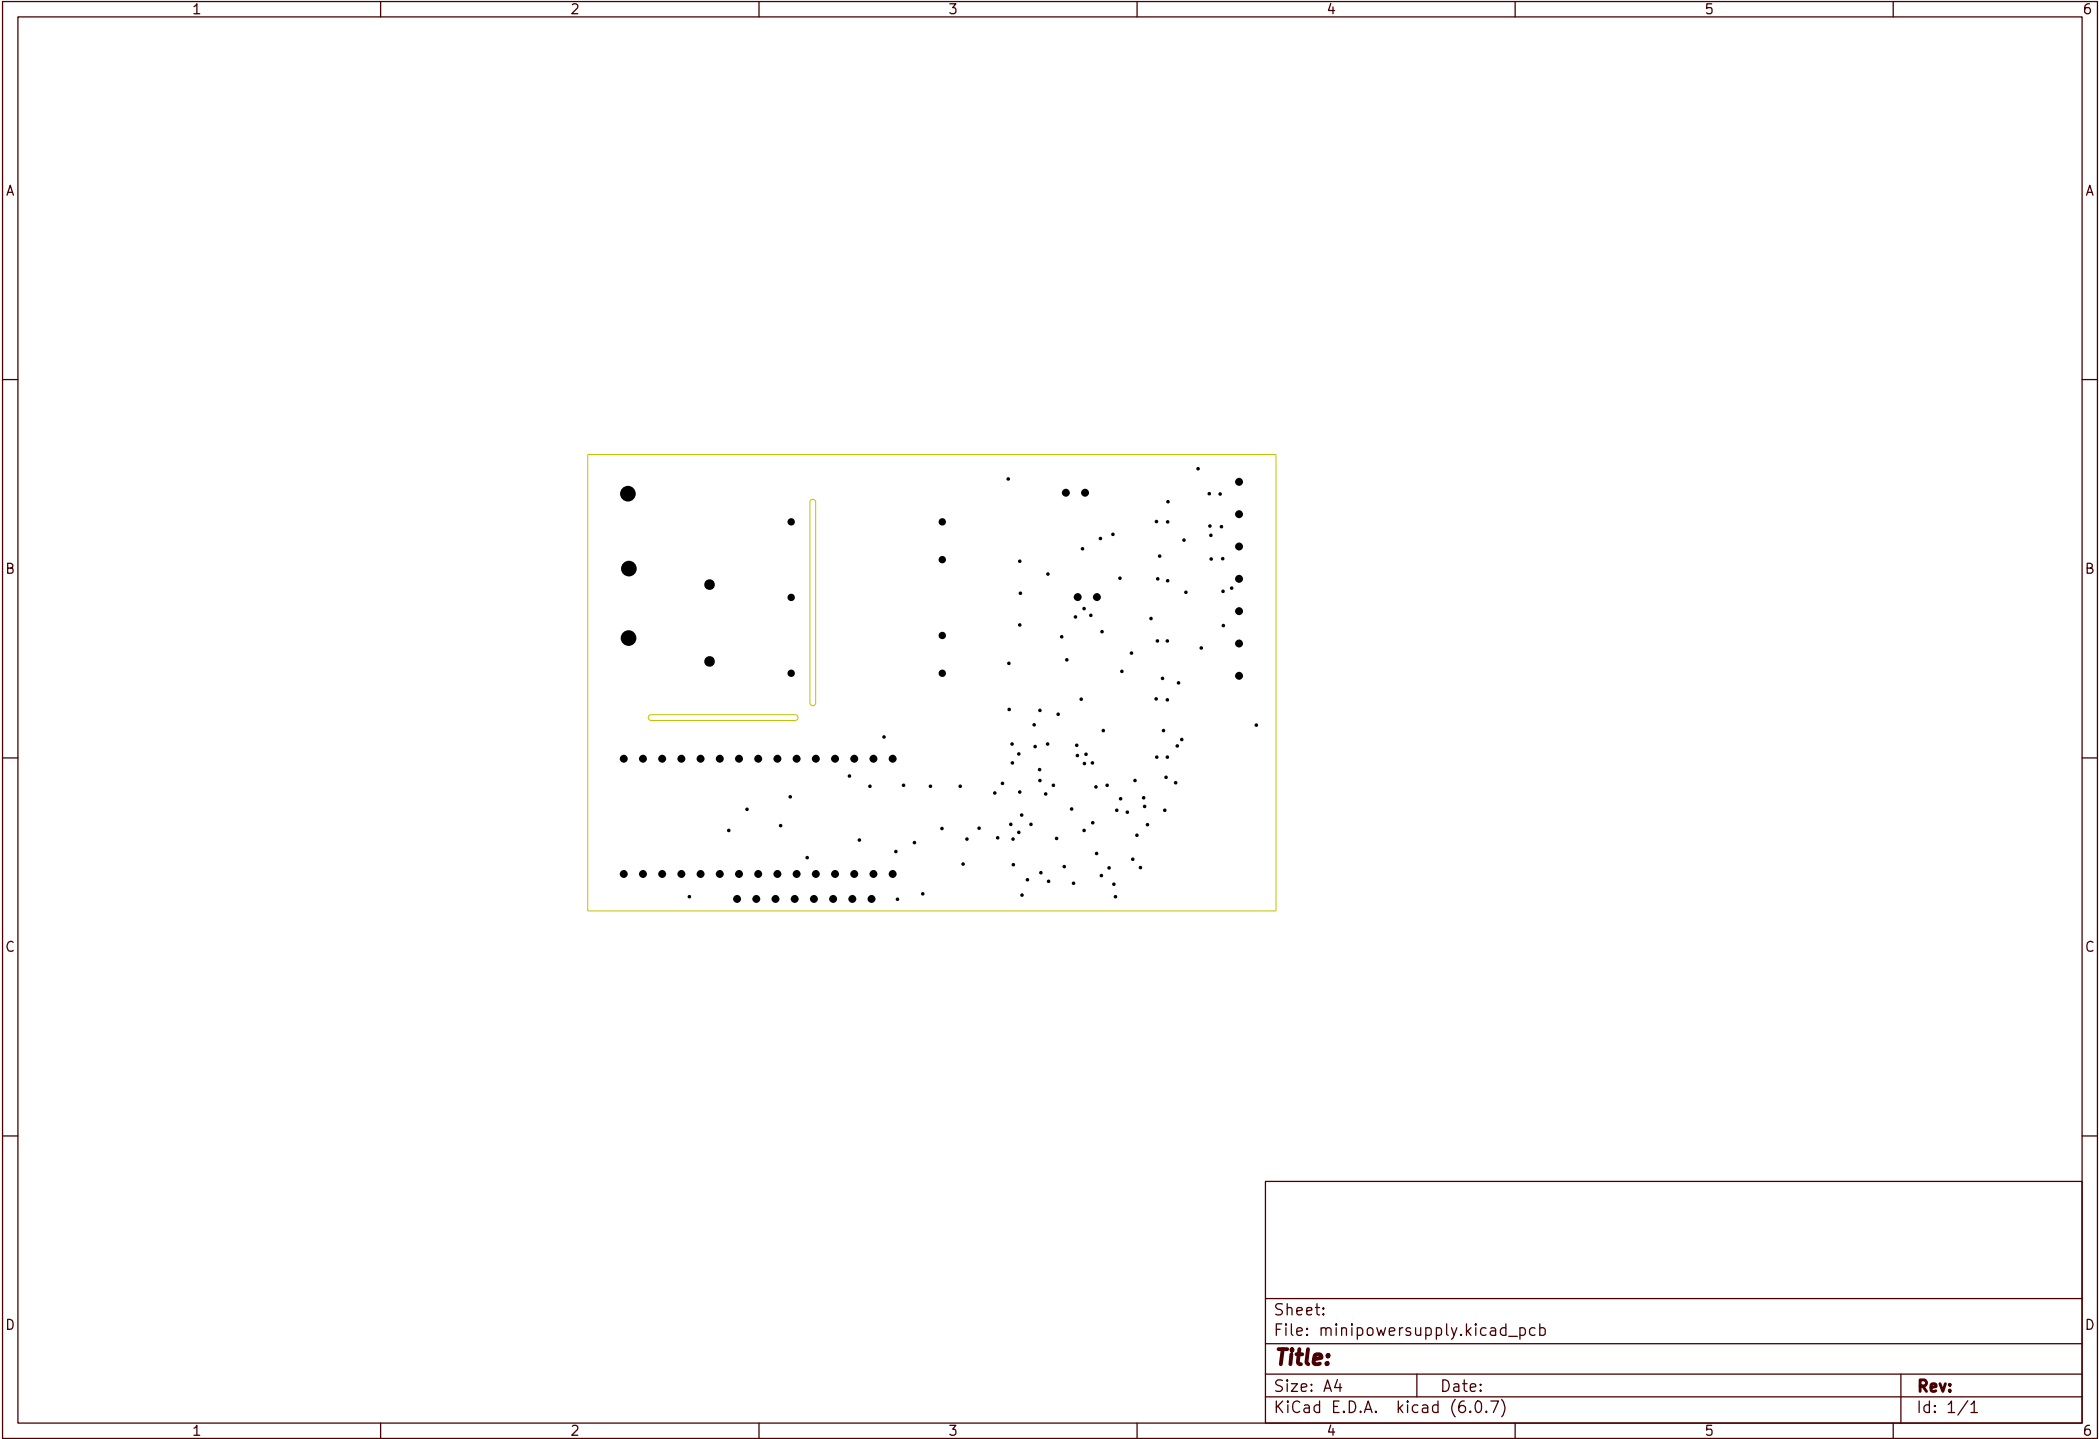 1 2 3 4 5 6
A A
B B
C C
Sheet:
File: minipowersupply.kicad_pcb
D D
Title:
Size: A4 Date: Rev:
KiCad E.D.A. kicad (6.0.7) Id: 1/1
1 2 3 4 5 6